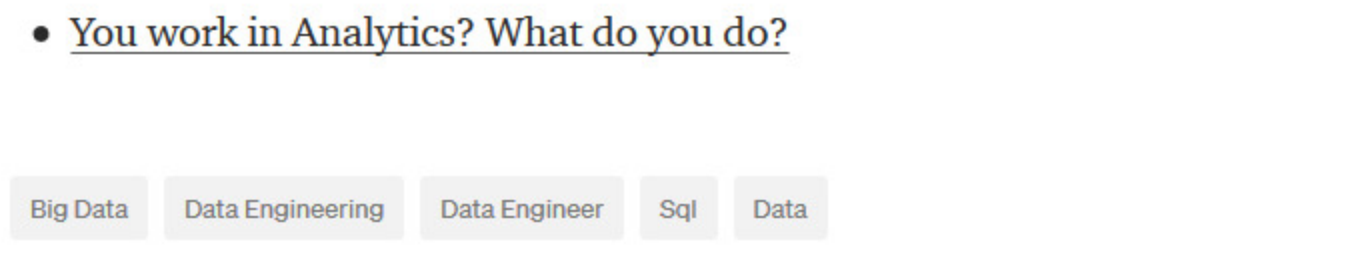 • You work in Analytics? What do you do?
Big Data Data Engineering Data Engineer Sql Data